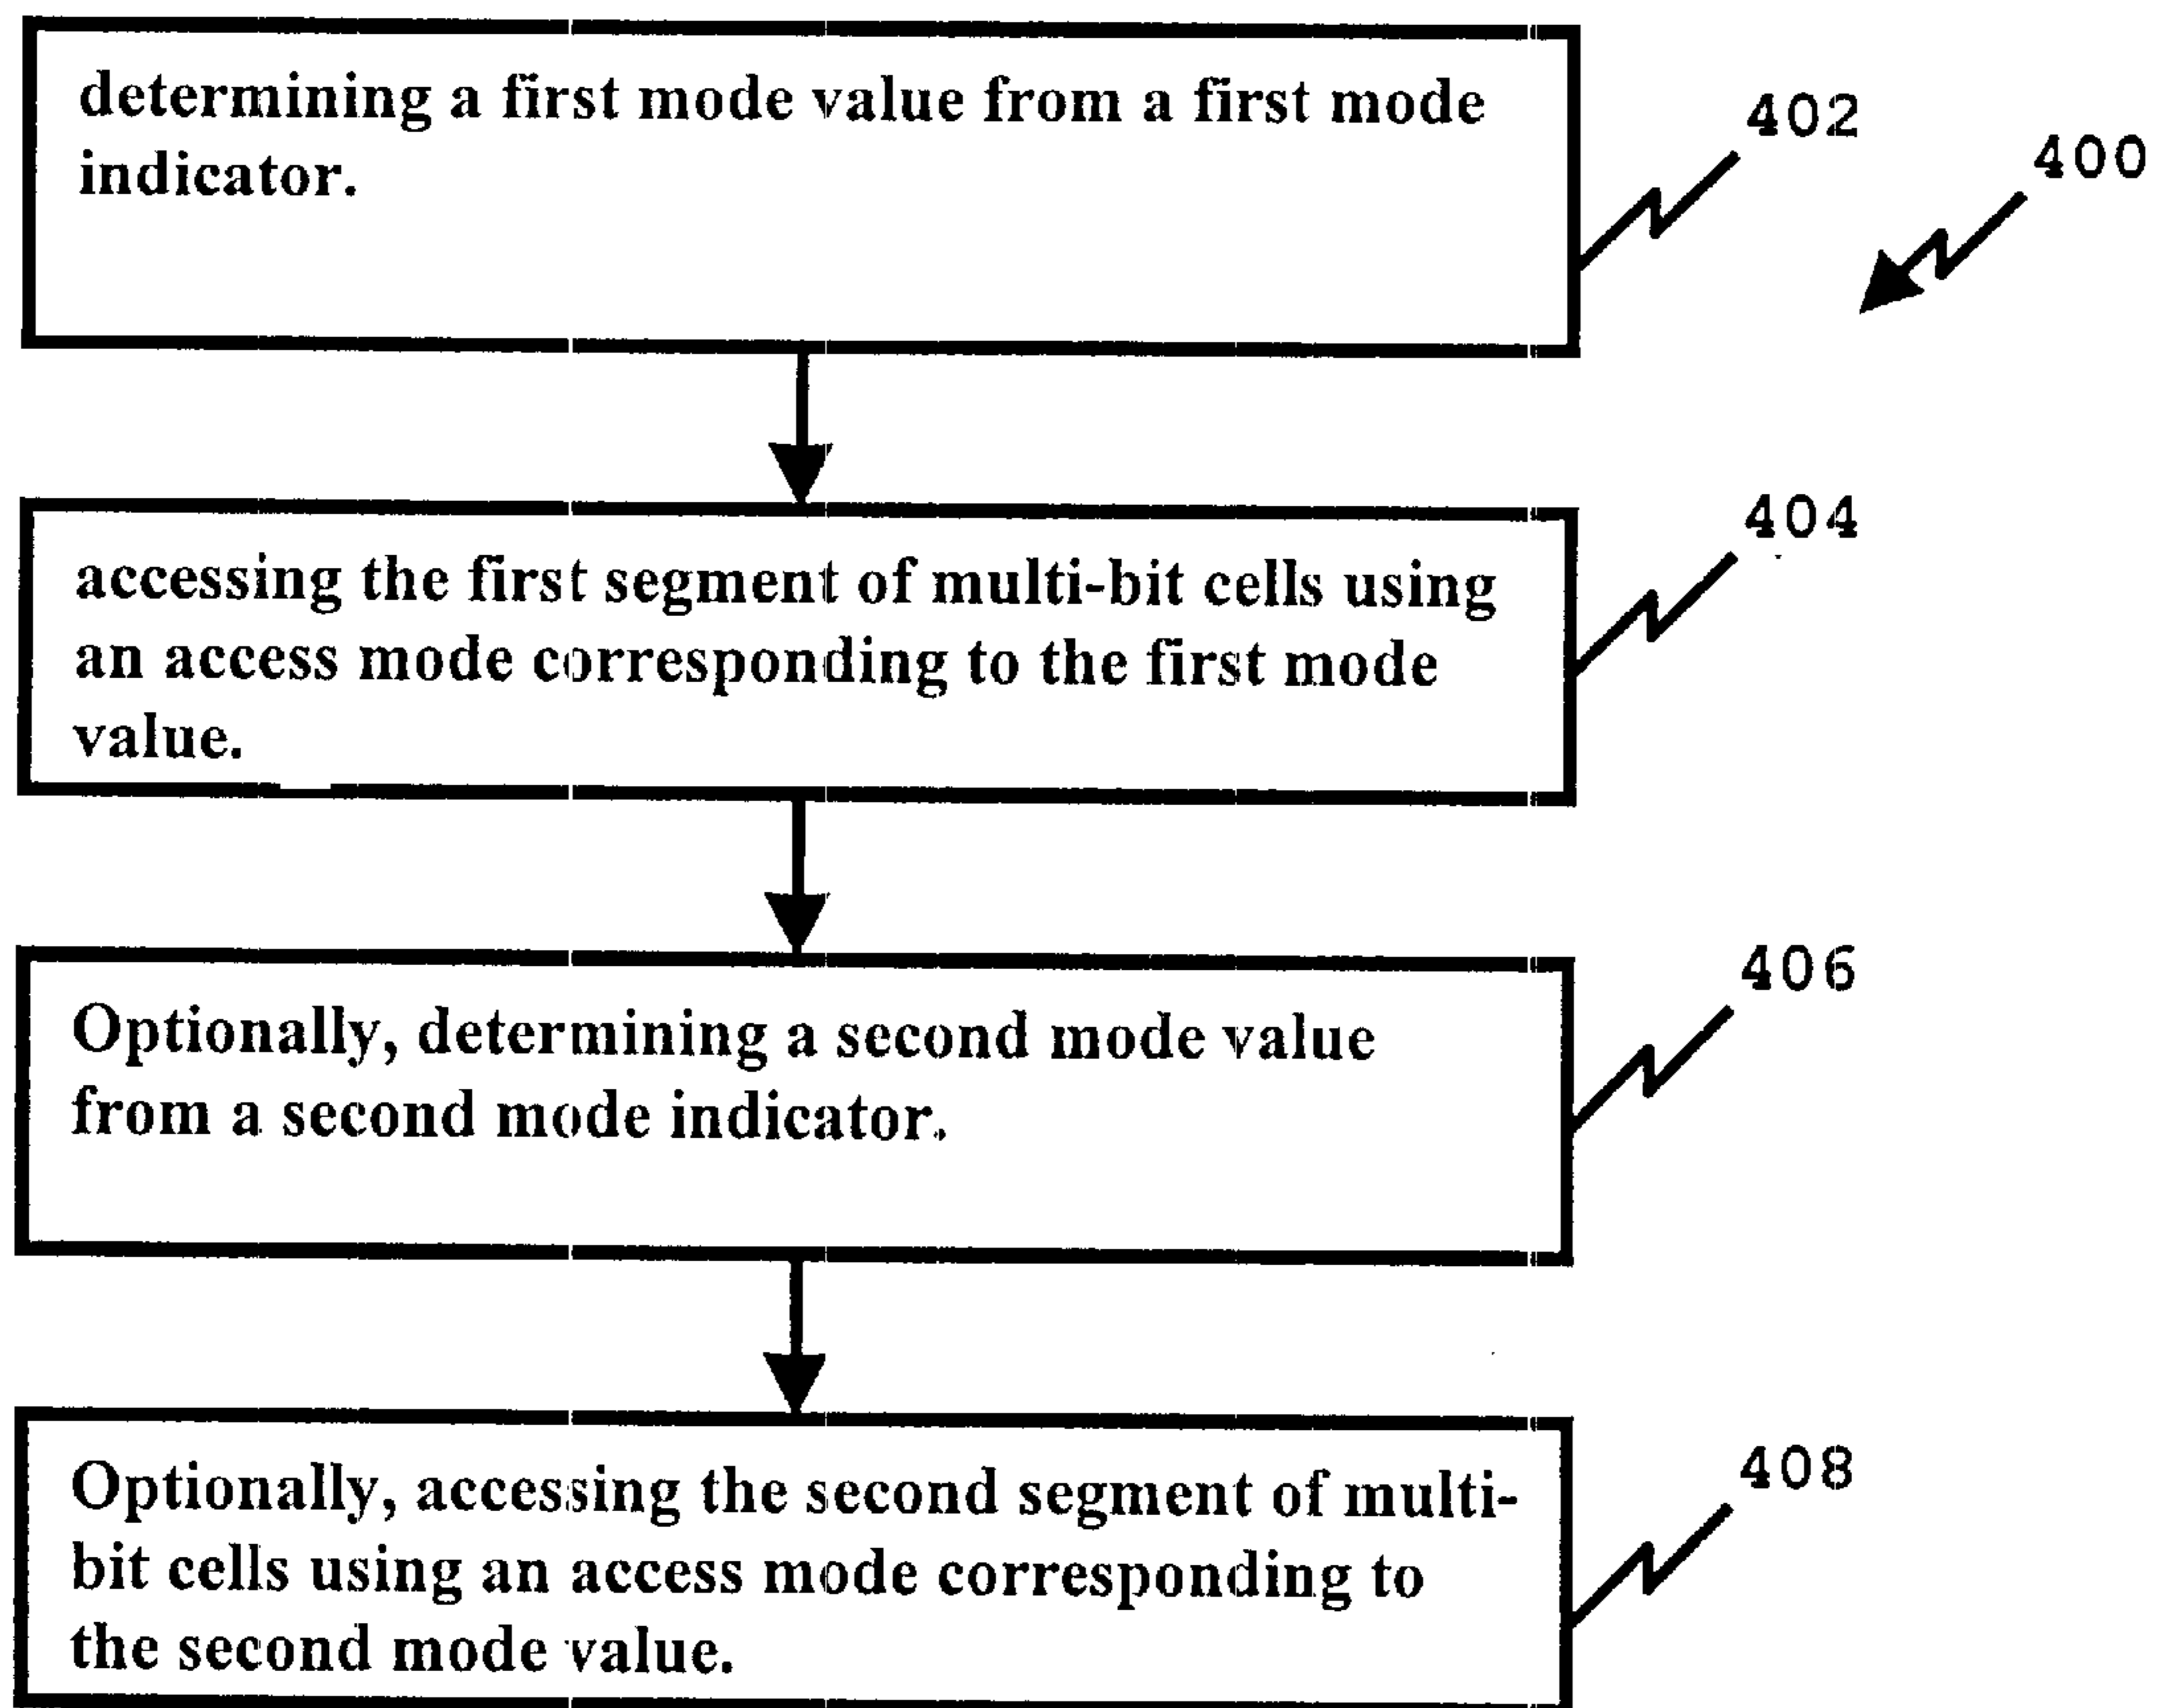 determining a first mode value from a first mode
indicator.
402
400
accessing the first segment of multi-bit cells using
an access mode corresponding to the first mode
value.
404
Optionally, determining a second mode value
from a second mode indicator.
406
Optionally, accessing the second segment of multi-
bit cells using an access mode corresponding to
the second mode value.
408